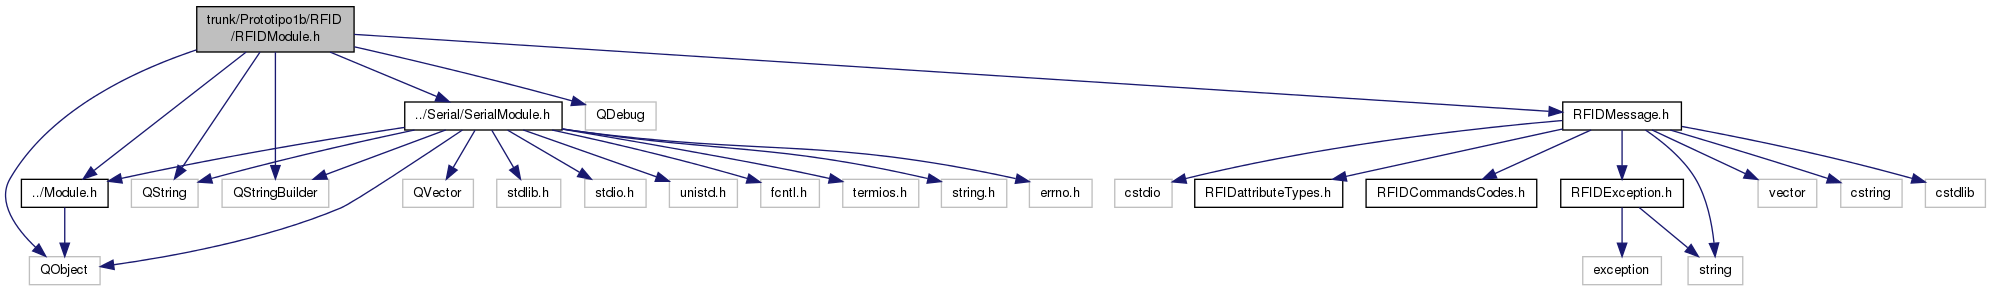 trunk/Prototipo1b/RFID
/RFIDModule.h
../Serial/SerialModule.h
QDebug
RFIDMessage.h
../Module.h
QString
QStringBuilder
QVector
stdlib.h
stdio.h
unistd.h
fcntl.h
termios.h
string.h
errno.h
cstdio
RFIDattributeTypes.h
RFIDCommandsCodes.h
RFIDException.h
vector
cstring
cstdlib
QObject
exception
string